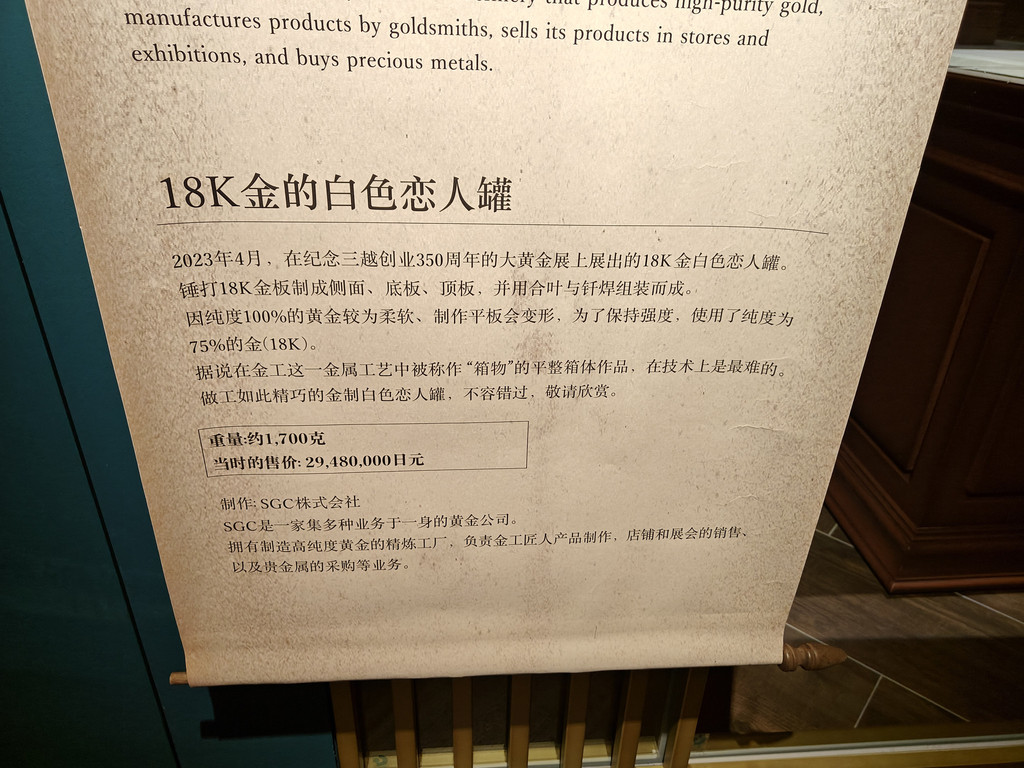 that produces high-purity gold,
manufactures products by goldsmiths, sells its products in stores and
exhibitions, and buys precious metals.
18K金的白色恋人罐
2023年4月，在纪念三越创业350周年的大黄金展上展出的18K金白色恋人罐。
锤打18K金板制成侧面、底板、顶板，并用合叶与钎焊组装而成。
因纯度100%的黄金较为柔软、制作平板会变形，为了保持强度，使用了纯度为
75%的金(18K)。
据说在金工这一金属工艺中被称作“箱物”的平整箱体作品，在技术上是最难的。
做工如此精巧的金制白色恋人罐，不容错过，敬请欣赏。
重量:约1,700克
当时的售价: 29,480,000日元
制作: SGC株式会社
SGC是一家集多种业务于一身的黄金公司。
拥有制造高纯度黄金的精炼工厂，负责金工匠人产品制作，店铺和展会的销售、
以及贵金属的采购等业务。